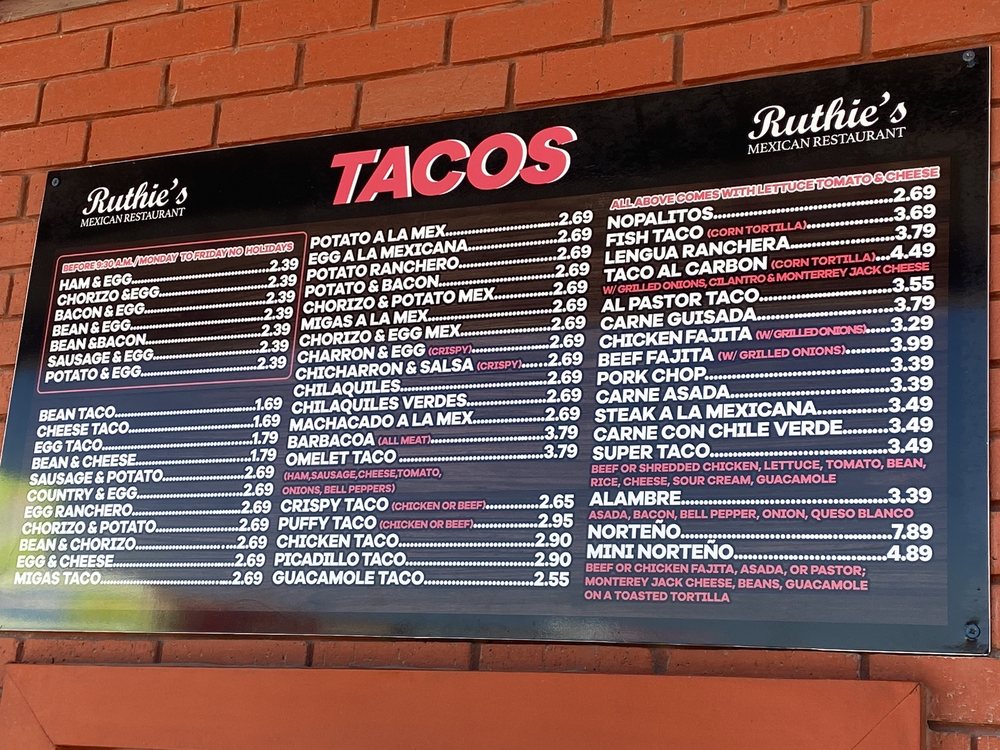 Ruthie's
MEXICAN RESTAURANT
TACOS
Ruthie's
MEXICAN RESTAURANT
BEFORE 9:30 A.M. / MONDAY TO FRIDAY NO HOLIDAYS
HAM & EGG 2.39
CHORIZO &EGG 2.39
BACON & EGG 2.39
BEAN & EGG 2.39
BEAN &BACON 2.39
SAUSAGE & EGG 2.39
POTATO & EGG 2.39
BEAN TACO 1.69
CHEESE TACO 1.69
EGG TACO 1.79
BEAN & CHEESE 1.79
SAUSAGE & POTATO 2.69
COUNTRY & EGG 2.69
EGG RANCHERO 2.69
CHORIZO & POTATO 2.69
BEAN & CHORIZO 2.69
EGG & CHEESE 2.69
MIGAS TACO 2.69
POTATO A LA MEX 2.69
EGG A LA MEXICANA 2.69
POTATO RANCHERO 2.69
POTATO & BACON 2.69
CHORIZO & POTATO MEX 2.69
MIGAS A LA MEX 2.69
CHORIZO & EGG MEX 2.69
CHARRON & EGG (CRISPY) 2.69
CHICHARRON & SALSA (CRISPY) 2.69
CHILAQUILES 2.69
CHILAQUILES VERDES 2.69
MACHACADO A LA MEX 2.69
BARBACOA (ALL MEAT) 3.79
OMELET TACO 3.79
(HAM,SAUSAGE,CHEESE,TOMATO,
ONIONS, BELL PEPPERS)
CRISPY TACO (CHICKEN OR BEEF) 2.65
PUFFY TACO (CHICKEN OR BEEF) 2.95
CHICKEN TACO 2.90
PICADILLO TACO 2.90
GUACAMOLE TACO 2.55
ALL ABOVE COMES WITH LETTUCE TOMATO & CHEESE
NOPALITOS 2.69
FISH TACO (CORN TORTILLA) 3.69
LENGUA RANCHERA 3.79
TACO AL CARBON (CORN TORTILLA) 4.49
W/ GRILLED ONIONS, CILANTRO & MONTERREY JACK CHEESE
AL PASTOR TACO 3.55
CARNE GUISADA 3.79
CHICKEN FAJITA (W/ GRILLED ONIONS) 3.29
BEEF FAJITA (W/ GRILLED ONIONS) 3.99
PORK CHOP 3.39
CARNE ASADA 3.39
STEAK A LA MEXICANA 3.49
CARNE CON CHILE VERDE 3.49
SUPER TACO 3.49
BEEF OR SHREDDED CHICKEN, LETTUCE, TOMATO, BEAN,
RICE, CHEESE, SOUR CREAM, GUACAMOLE
ALAMBRE 3.39
ASADA, BACON, BELL PEPPER, ONION, QUESO BLANCO
NORTEÑO 7.89
MINI NORTEÑO 4.89
BEEF OR CHICKEN FAJITA, ASADA, OR PASTOR;
MONTEREY JACK CHEESE, BEANS, GUACAMOLE
ON A TOASTED TORTILLA